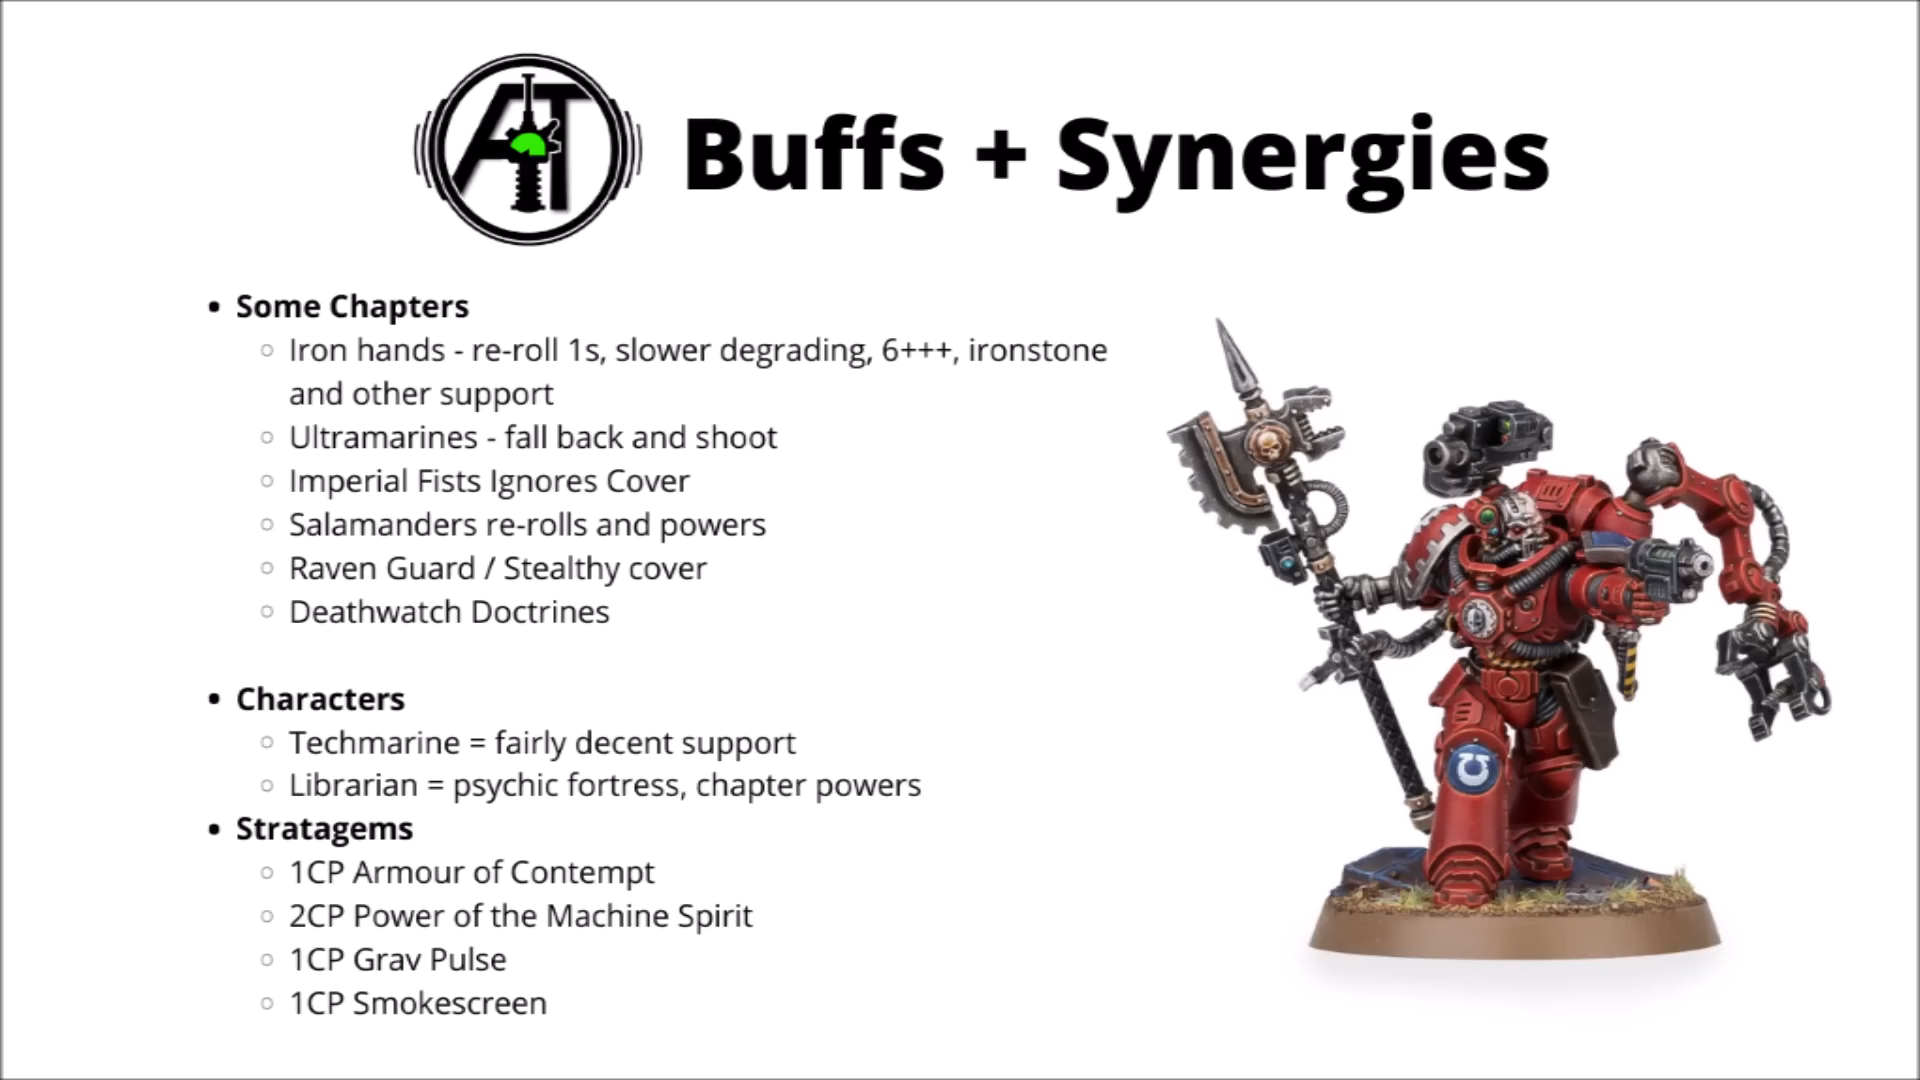 AT
Buffs + Synergies
• Some Chapters
○ Iron hands - re-roll 1s, slower degrading, 6+++, ironstone
and other support
○ Ultramarines - fall back and shoot
○ Imperial Fists Ignores Cover
○ Salamanders re-rolls and powers
○ Raven Guard / Stealthy cover
○ Deathwatch Doctrines
• Characters
○ Techmarine = fairly decent support
○ Librarian = psychic fortress, chapter powers
• Stratagems
○ 1CP Armour of Contempt
○ 2CP Power of the Machine Spirit
○ 1CP Grav Pulse
○ 1CP Smokescreen